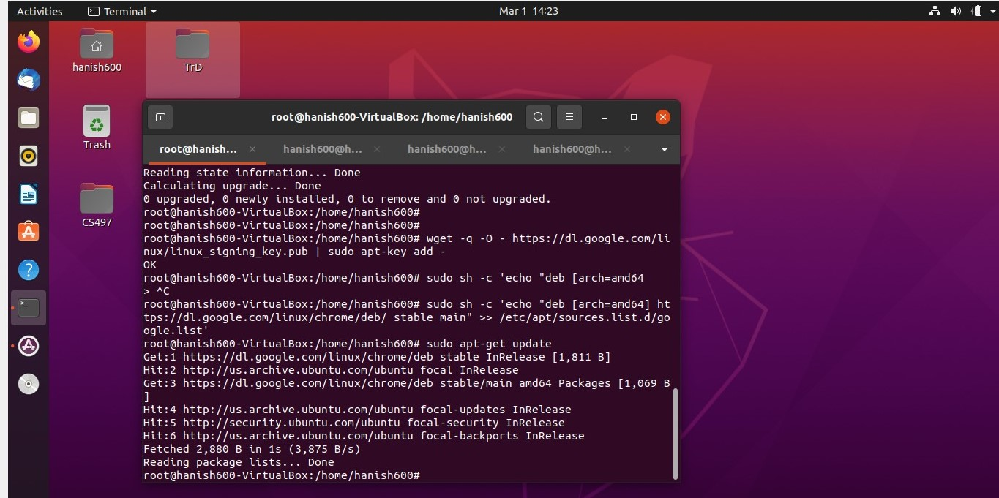 Activities
Terminal
Mar 1 14:23
hanish600
TrD
Trash
CS497
root@hanish600-VirtualBox: /home/hanish600
root@hanish...
hanish600@h...
hanish600@h...
hanish600@h...
Reading state information... Done
Calculating upgrade... Done
0 upgraded, 0 newly installed, 0 to remove and 0 not upgraded.
root@hanish600-VirtualBox:/home/hanish600#
root@hanish600-VirtualBox:/home/hanish600#
root@hanish600-VirtualBox:/home/hanish600# wget -q -O - https://dl.google.com/li
nux/linux_signing_key.pub | sudo apt-key add -
OK
root@hanish600-VirtualBox:/home/hanish600# sudo sh -c 'echo "deb [arch=amd64
> ^C
root@hanish600-VirtualBox:/home/hanish600# sudo sh -c 'echo "deb [arch=amd64] ht
tps://dl.google.com/linux/chrome/deb/ stable main" >> /etc/apt/sources.list.d/go
ogle.list'
root@hanish600-VirtualBox:/home/hanish600# sudo apt-get update
Get:1 https://dl.google.com/linux/chrome/deb stable InRelease [1,811 B]
Hit:2 http://us.archive.ubuntu.com/ubuntu focal InRelease
Get:3 https://dl.google.com/linux/chrome/deb stable/main amd64 Packages [1,069 B
]
Hit:4 http://us.archive.ubuntu.com/ubuntu focal-updates InRelease
Hit:5 http://security.ubuntu.com/ubuntu focal-security InRelease
Hit:6 http://us.archive.ubuntu.com/ubuntu focal-backports InRelease
Fetched 2,880 B in 1s (3,875 B/s)
Reading package lists... Done
root@hanish600-VirtualBox:/home/hanish600#